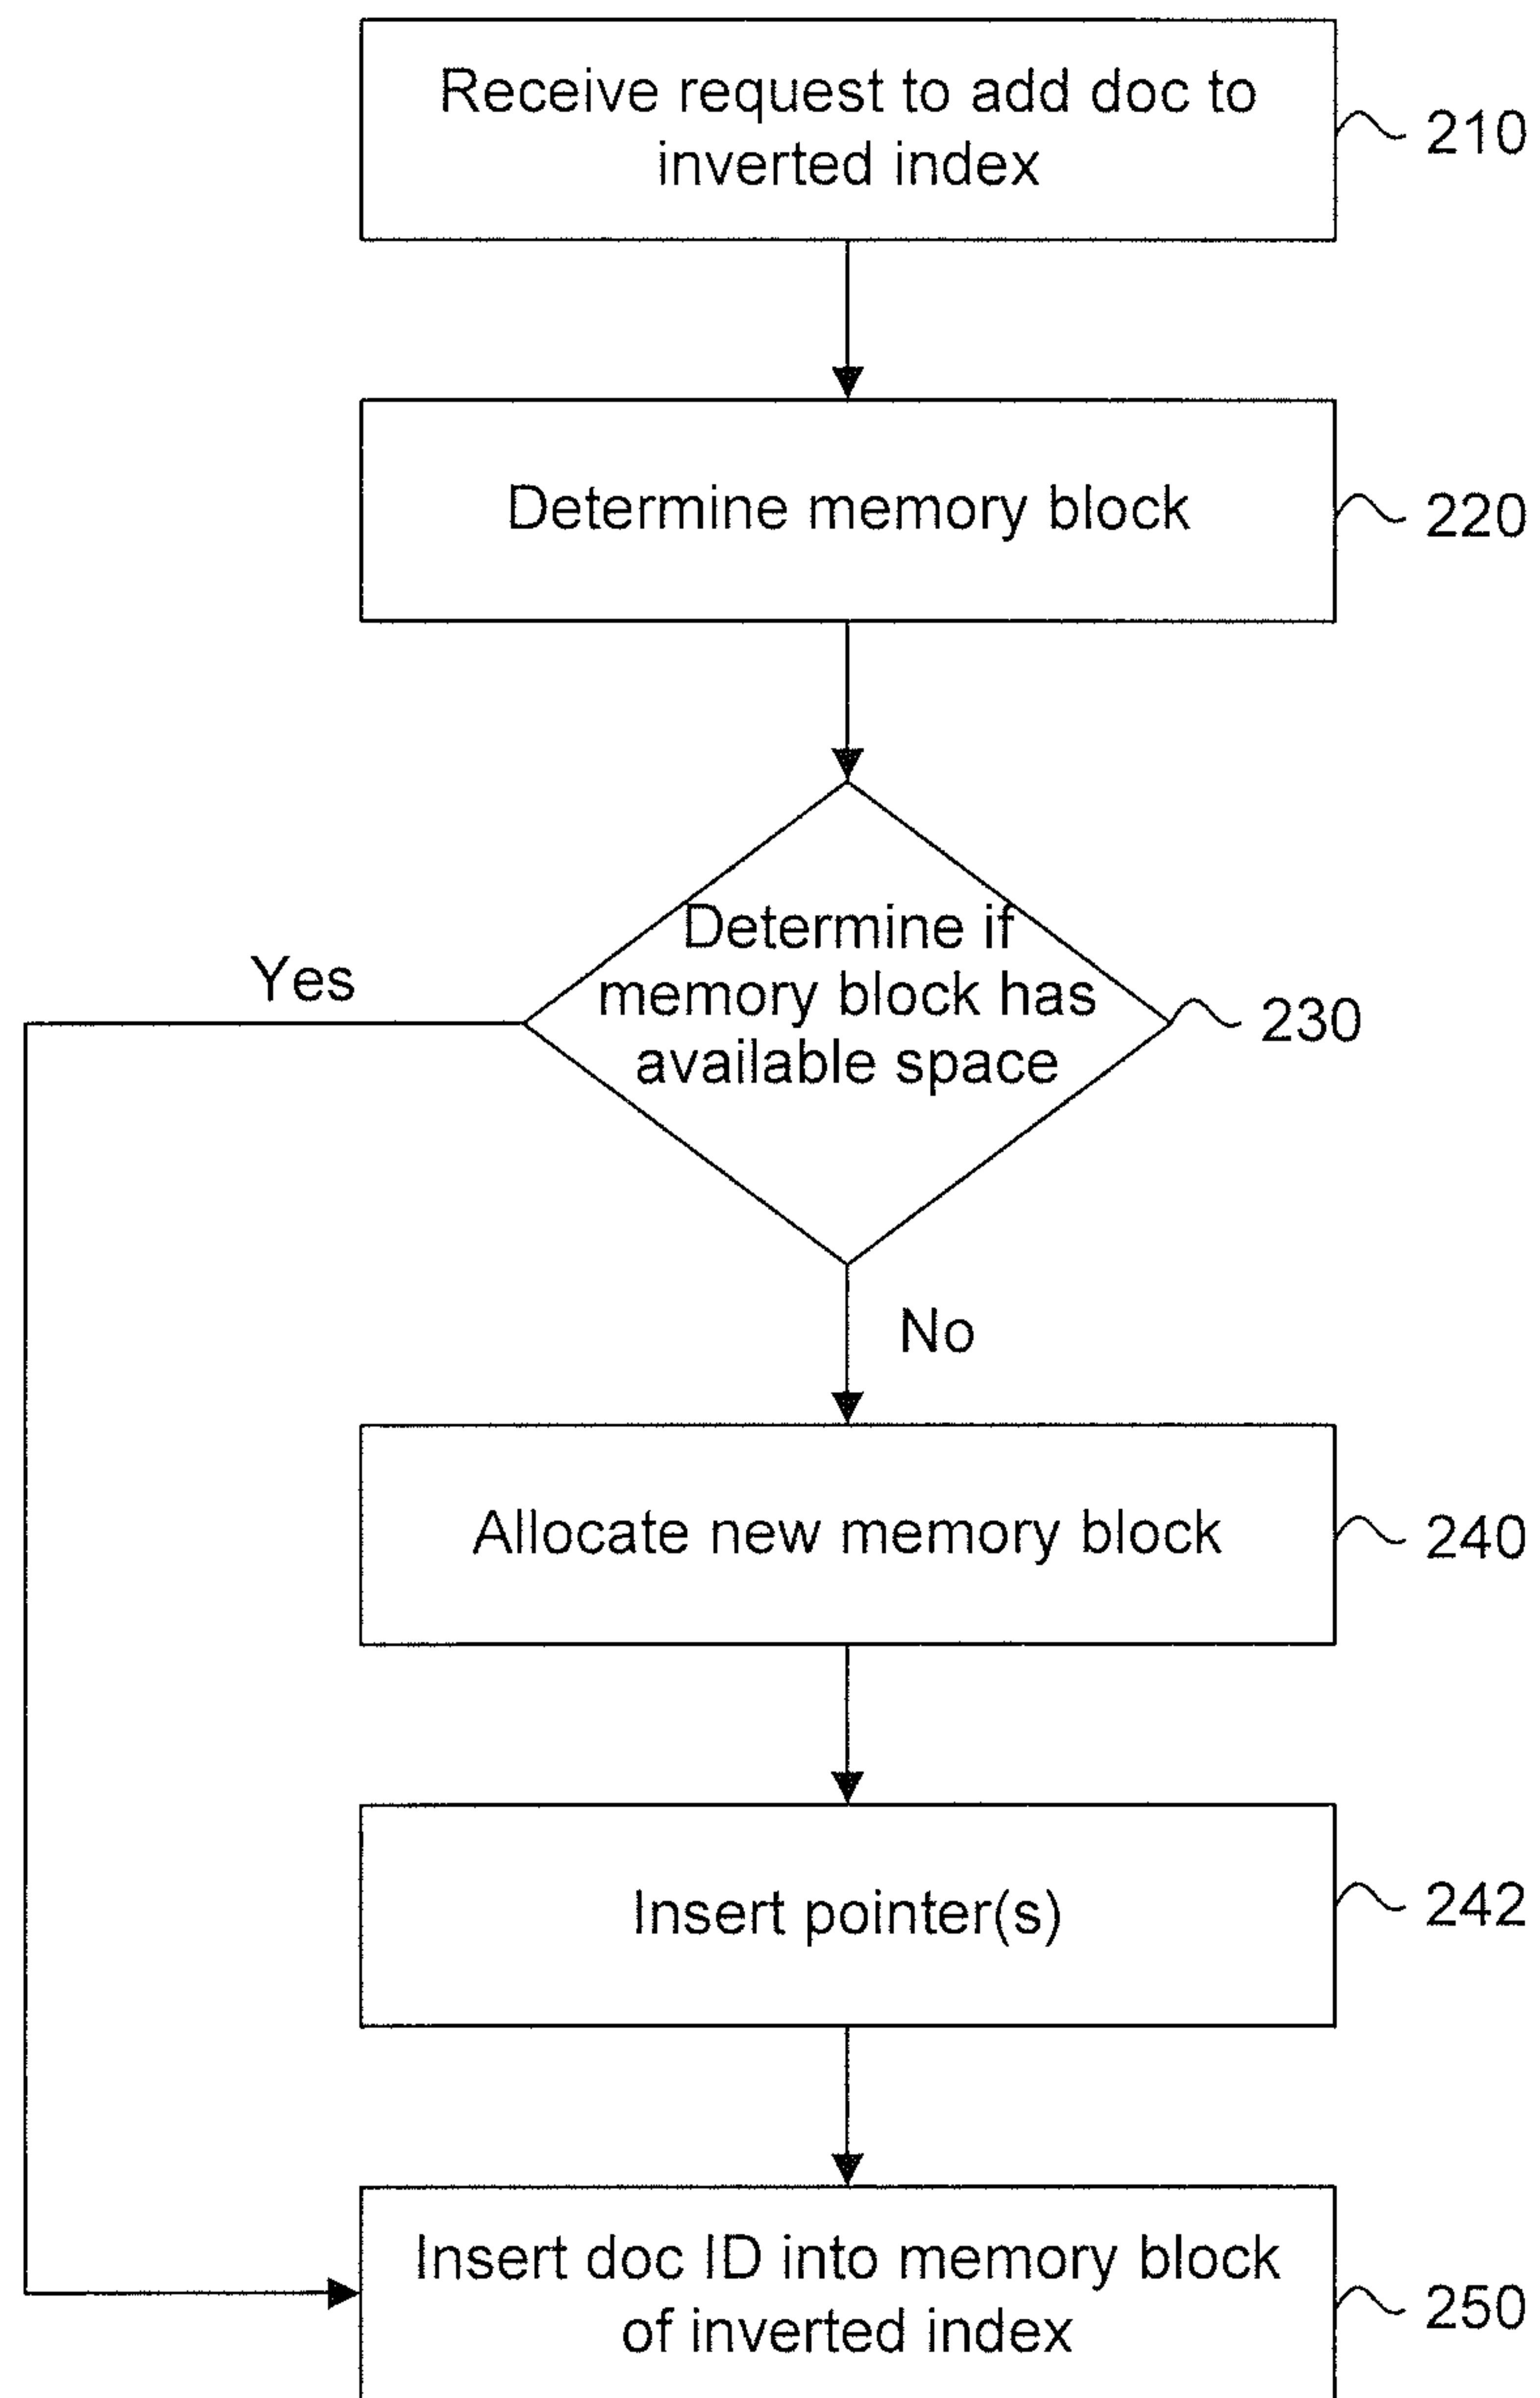 Receive request to add doc to
inverted index
210
Determine memory block
220
Determine if
memory block has
available space
230
Yes
No
Allocate new memory block
240
Insert pointer(s)
242
Insert doc ID into memory block
of inverted index
250